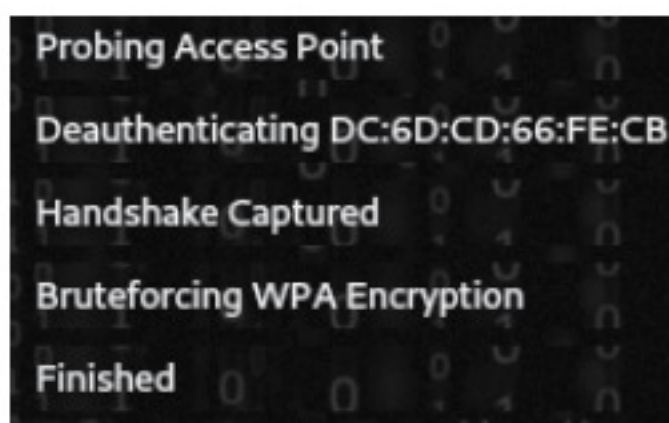 Probing Access Point
Deauthenticating DC:6D:CD:66:FE:CB
Handshake Captured
Bruteforcing WPA Encryption
Finished